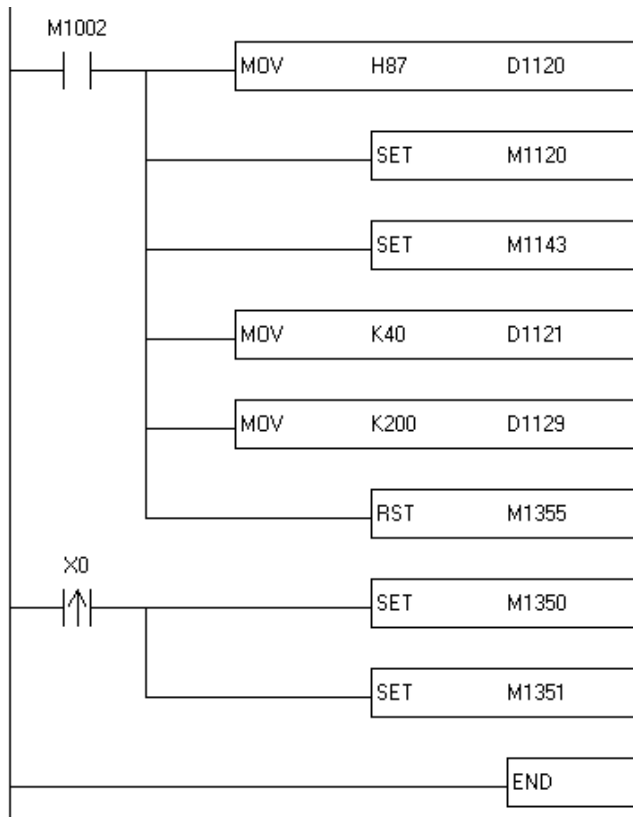 M1002
MOV H87 D1120
SET M1120
SET M1143
MOV K40 D1121
MOV K200 D1129
RST M1355
X0
SET M1350
SET M1351
END